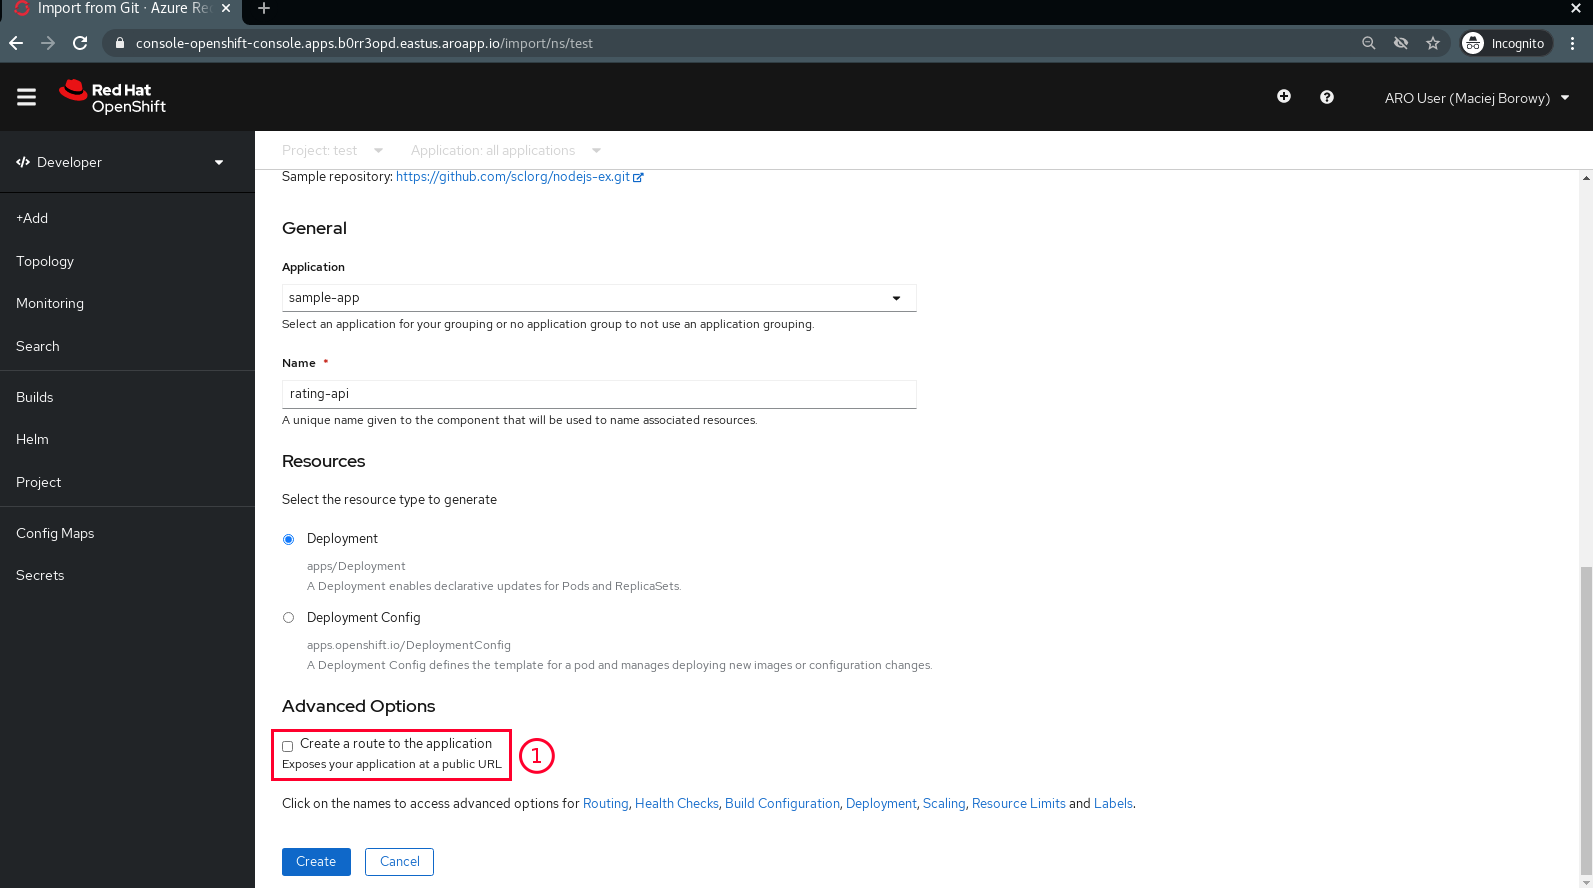 Import from Git · Azure Re
console-openshift-console.apps.b0rr3opd.eastus.aroapp.io/import/ns/test
Incognito
Red Hat
OpenShift
ARO User (Maciej Borowy)
Developer
Project: test
Application: all applications
+Add
Topology
Monitoring
Search
Builds
Helm
Project
Config Maps
Secrets
Sample repository: https://github.com/sclorg/nodejs-ex.git
General
Application
sample-app
Select an application for your grouping or no application group to not use an application grouping.
Name *
rating-api
A unique name given to the component that will be used to name associated resources.
Resources
Select the resource type to generate
Deployment
apps/Deployment
A Deployment enables declarative updates for Pods and ReplicaSets.
Deployment Config
apps.openshift.io/DeploymentConfig
A Deployment Config defines the template for a pod and manages deploying new images or configuration changes.
Advanced Options
Create a route to the application
Exposes your application at a public URL
1
Click on the names to access advanced options for Routing, Health Checks, Build Configuration, Deployment, Scaling, Resource Limits and Labels.
Create
Cancel